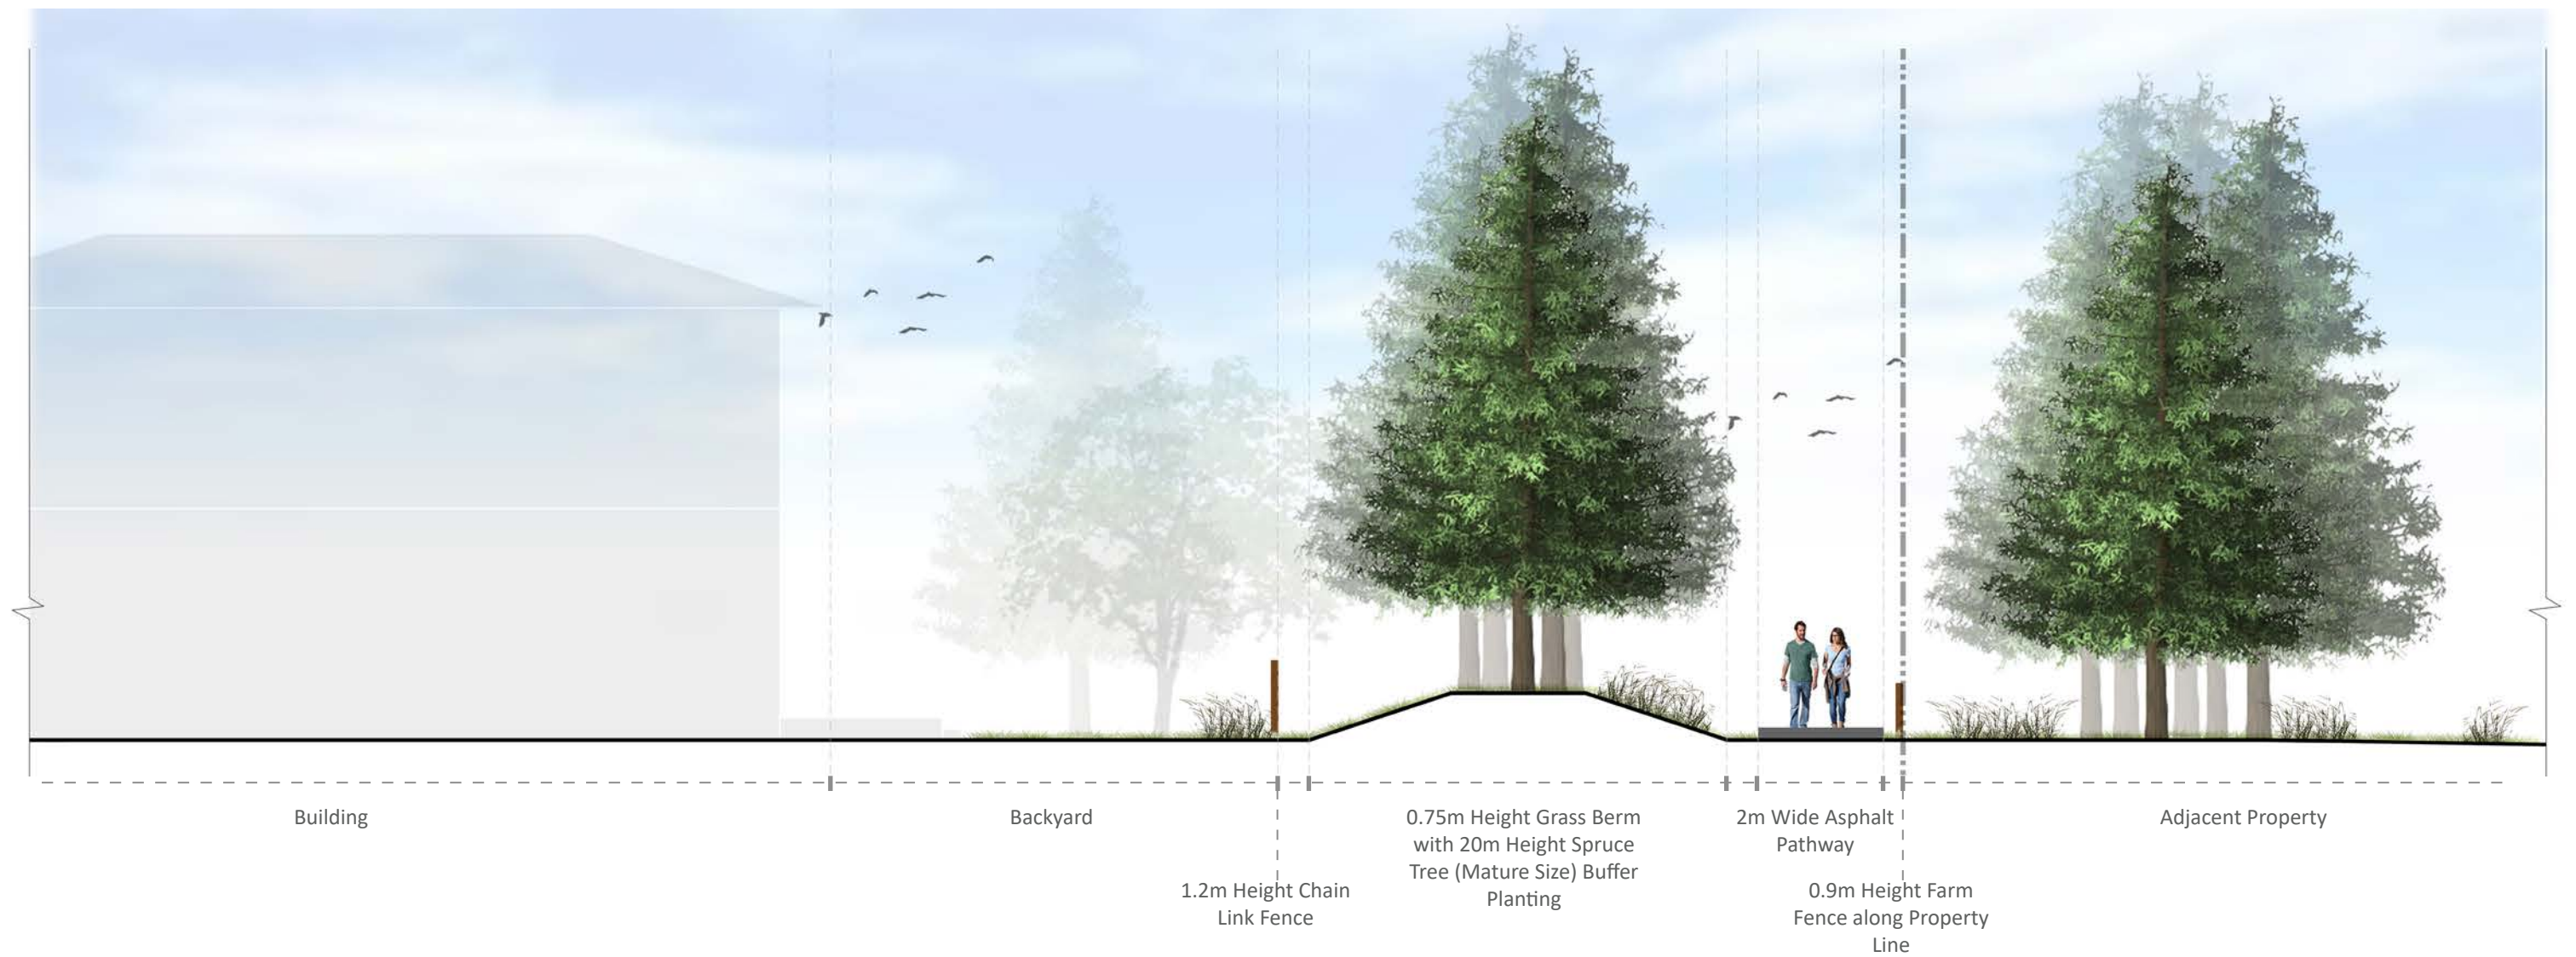 Building
Backyard
1.2m Height Chain
Link Fence
0.75m Height Grass Berm
with 20m Height Spruce
Tree (Mature Size) Buffer
Planting
2m Wide Asphalt
Pathway
0.9m Height Farm
Fence along Property
Line
Adjacent Property